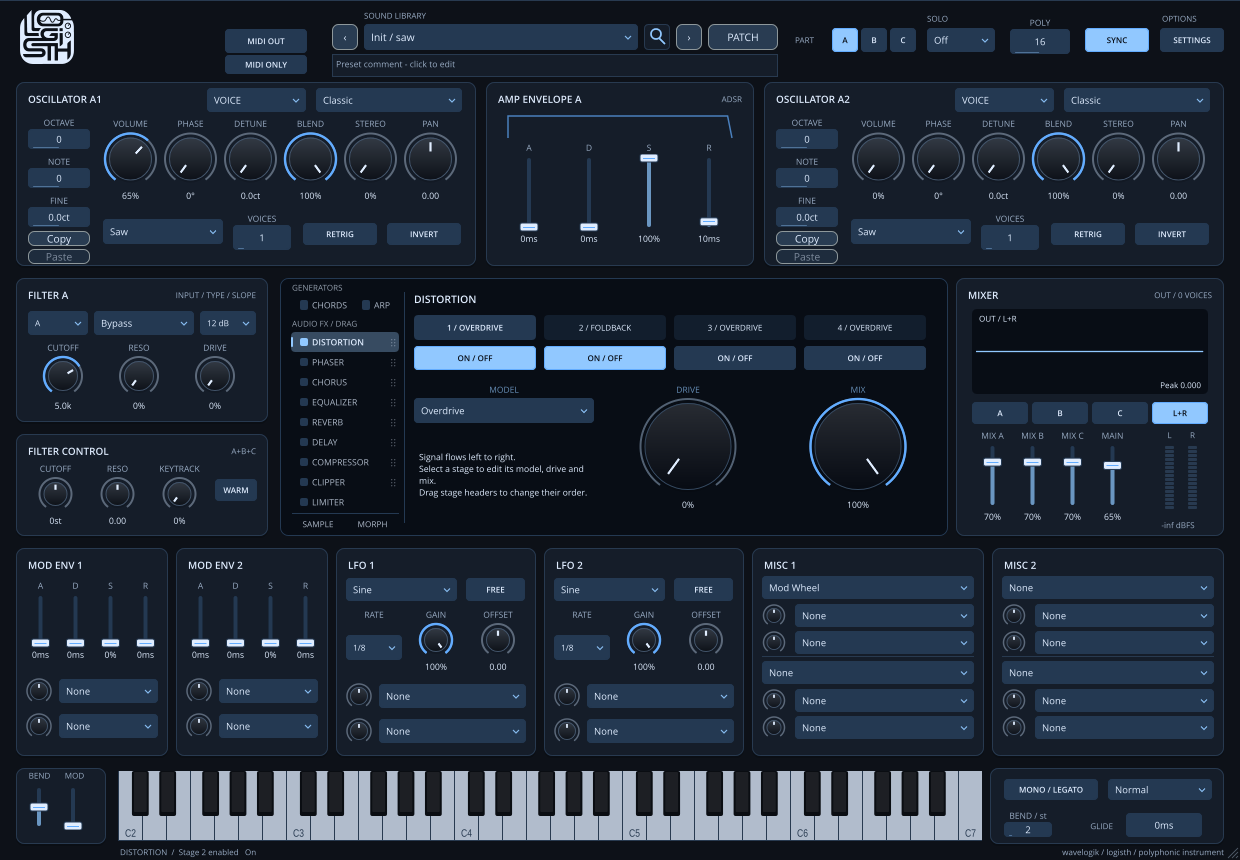 LO
GI
STH
MIDI OUT
MIDI ONLY
SOUND LIBRARY
‹
Init / saw
›
PATCH
Preset comment - click to edit
PART
A
B
C
SOLO
Off
POLY
16
SYNC
OPTIONS
SETTINGS
OSCILLATOR A1
VOICE
Classic
OCTAVE
0
NOTE
0
FINE
0.0ct
Copy
Paste
VOLUME
PHASE
DETUNE
BLEND
STEREO
PAN
65%
0°
0.0ct
100%
0%
0.00
Saw
VOICES
1
RETRIG
INVERT
AMP ENVELOPE A
ADSR
A
D
S
R
0ms
0ms
100%
10ms
OSCILLATOR A2
VOICE
Classic
OCTAVE
0
NOTE
0
FINE
0.0ct
Copy
Paste
VOLUME
PHASE
DETUNE
BLEND
STEREO
PAN
0%
0°
0.0ct
100%
0%
0.00
Saw
VOICES
1
RETRIG
INVERT
FILTER A
INPUT / TYPE / SLOPE
A
Bypass
12 dB
CUTOFF
RESO
DRIVE
5.0k
0%
0%
FILTER CONTROL
A+B+C
CUTOFF
RESO
KEYTRACK
WARM
0st
0.00
0%
GENERATORS
CHORDS
ARP
AUDIO FX / DRAG
DISTORTION
PHASER
CHORUS
EQUALIZER
REVERB
DELAY
COMPRESSOR
CLIPPER
LIMITER
SAMPLE
MORPH
DISTORTION
1 / OVERDRIVE
2 / FOLDBACK
3 / OVERDRIVE
4 / OVERDRIVE
ON / OFF
ON / OFF
ON / OFF
ON / OFF
MODEL
Overdrive
Signal flows left to right.
Select a stage to edit its model, drive and
mix.
Drag stage headers to change their order.
DRIVE
0%
MIX
100%
MIXER
OUT / 0 VOICES
OUT / L+R
Peak 0.000
A
B
C
L+R
MIX A
MIX B
MIX C
MAIN
L
R
70%
70%
70%
65%
-inf dBFS
MOD ENV 1
A
D
S
R
0ms
0ms
0%
0ms
None
None
MOD ENV 2
A
D
S
R
0ms
0ms
0%
0ms
None
None
LFO 1
Sine
FREE
RATE
GAIN
OFFSET
1/8
100%
0.00
None
None
LFO 2
Sine
FREE
RATE
GAIN
OFFSET
1/8
100%
0.00
None
None
MISC 1
Mod Wheel
None
None
None
None
None
MISC 2
None
None
None
None
None
None
BEND
MOD
C2
C3
C4
C5
C6
C7
MONO / LEGATO
Normal
BEND / st
2
GLIDE
0ms
DISTORTION / Stage 2 enabled On
wavelogik / logisth / polyphonic instrument